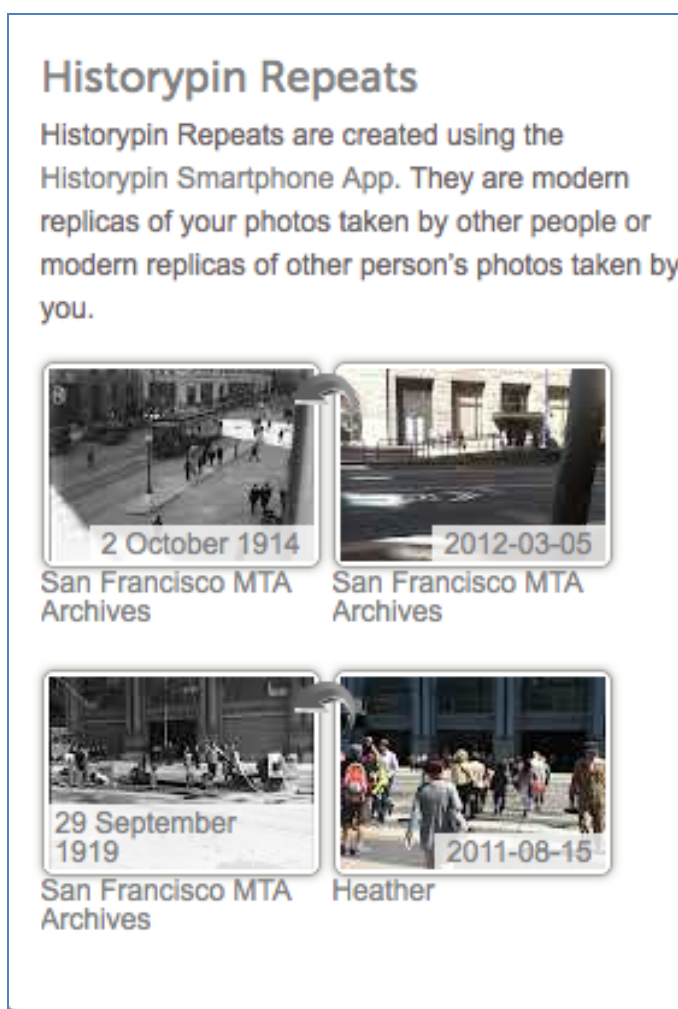 Historypin Repeats
Historypin Repeats are created using the
Historypin Smartphone App. They are modern
replicas of your photos taken by other people or
modern replicas of other person's photos taken by
you.
2 October 1914
2012-03-05
San Francisco MTA
Archives
San Francisco MTA
Archives
29 September
1919
2011-08-15
San Francisco MTA
Archives
Heather